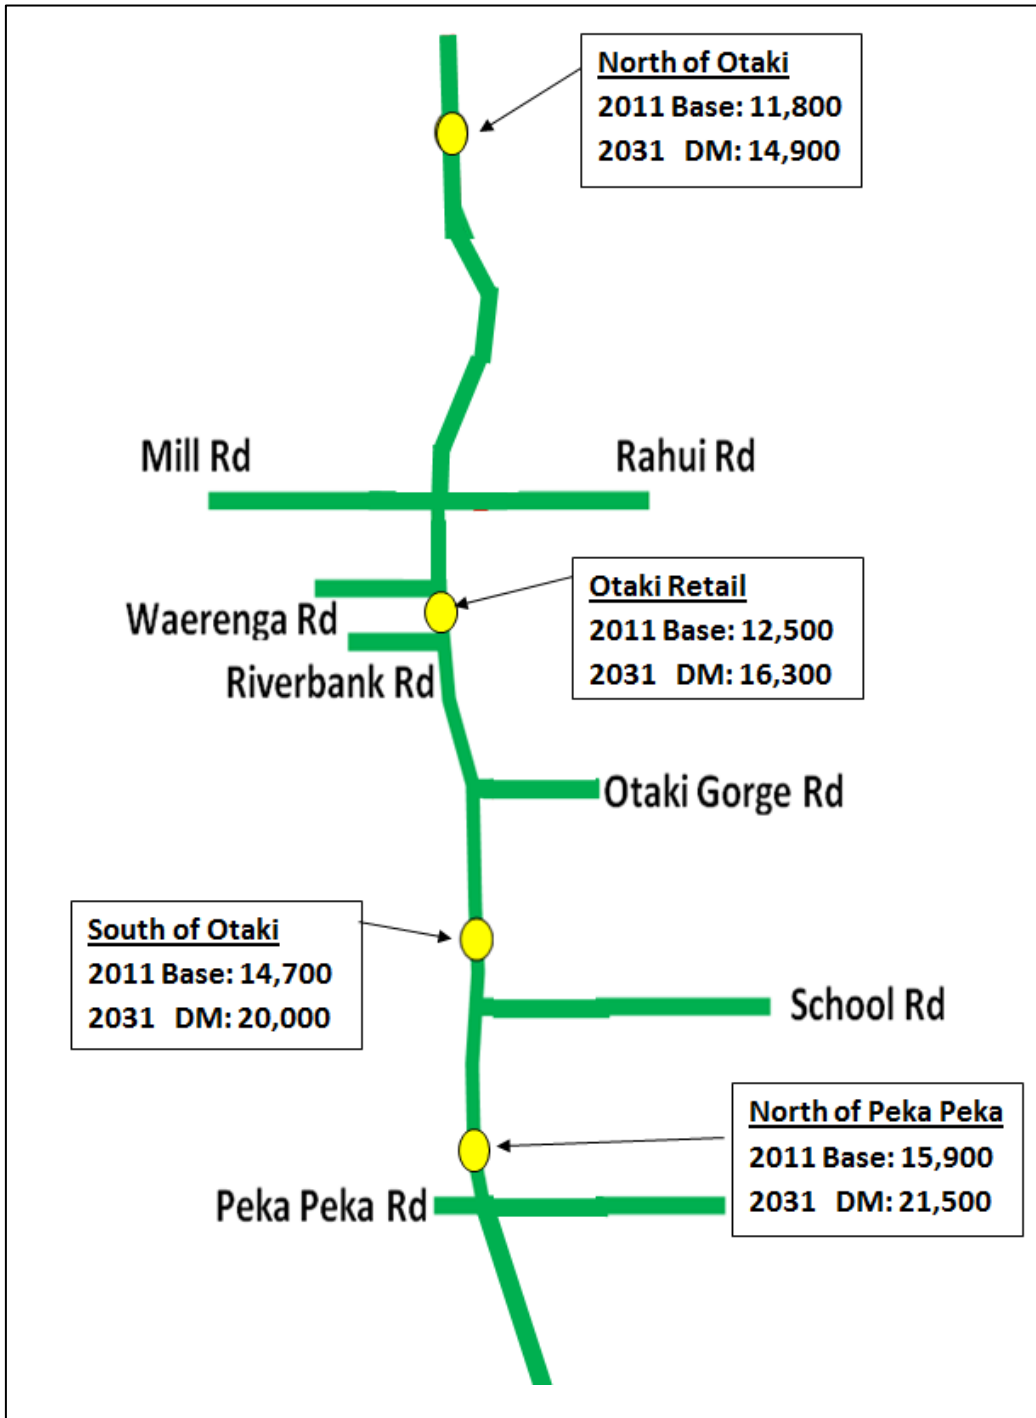 North of Otaki
2011 Base: 11,800
2031 DM: 14,900
Mill Rd
Rahui Rd
Otaki Retail
2011 Base: 12,500
2031 DM: 16,300
Waerenga Rd
Riverbank Rd
Otaki Gorge Rd
South of Otaki
2011 Base: 14,700
2031 DM: 20,000
School Rd
North of Peka Peka
2011 Base: 15,900
2031 DM: 21,500
Peka Peka Rd